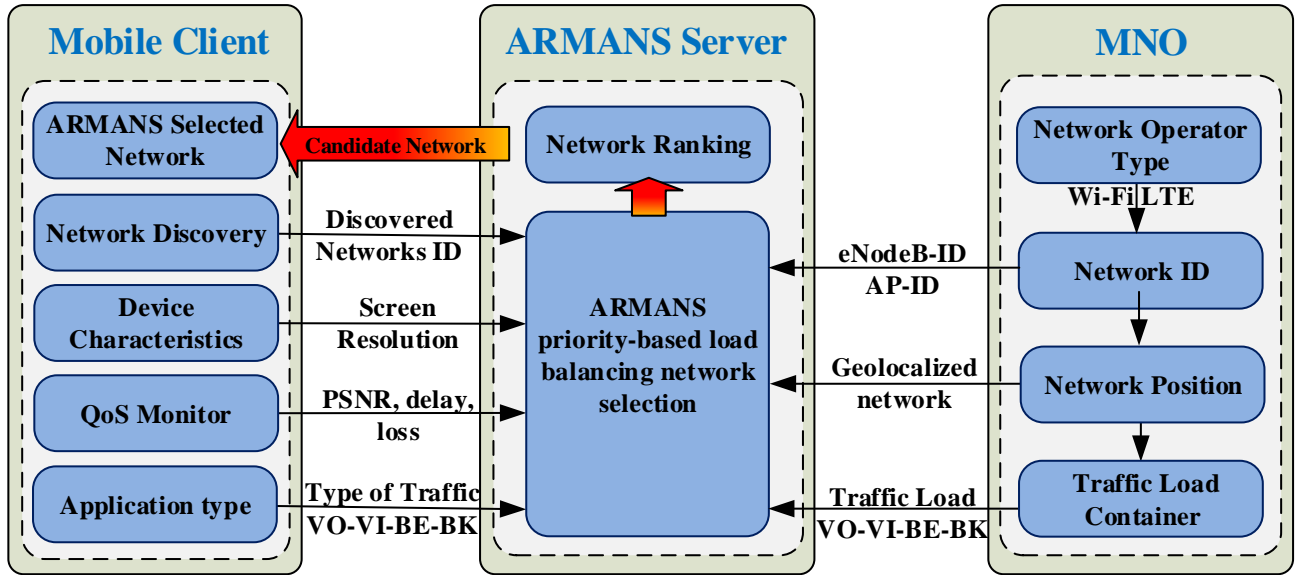 Mobile Client
ARMANS Selected
Network
Network Discovery
Device
Characteristics
QoS Monitor
Application type
Candidate Network
Discovered
Networks ID
Screen
Resolution
PSNR, delay,
loss
Type of Traffic
VO-VI-BE-BK
ARMANS Server
Network Ranking
ARMANS
priority-based load
balancing network
selection
eNodeB-ID
AP-ID
Geolocalized
network
Traffic Load
VO-VI-BE-BK
MNO
Network Operator
Type
Wi-Fi LTE
Network ID
Network Position
Traffic Load
Container